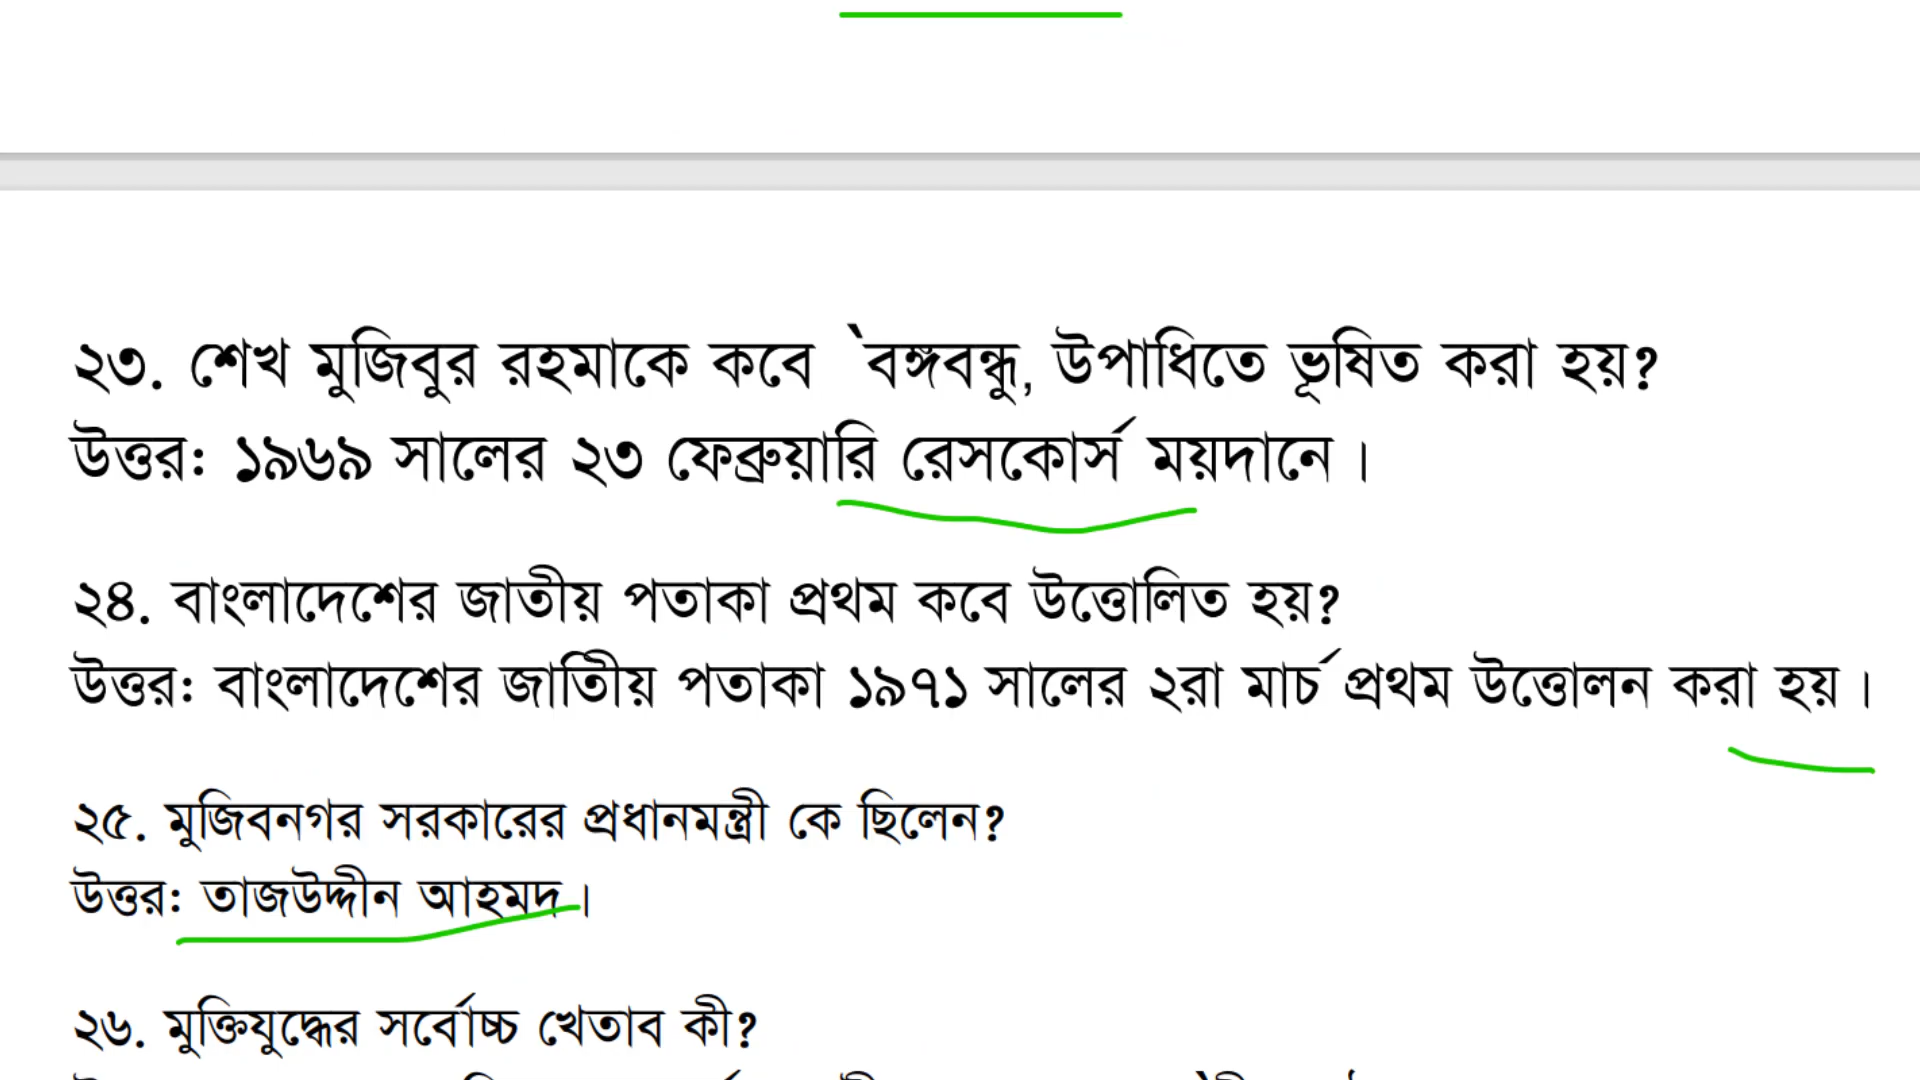 ২৩. শেখ মুজিবুর রহমাকে কবে `বঙ্গবন্ধু, উপাধিতে ভূষিত করা হয়?
উত্তর: ১৯৬৯ সালের ২৩ ফেব্রুয়ারি রেসকোর্স ময়দানে।
২৪. বাংলাদেশের জাতীয় পতাকা প্রথম কবে উত্তোলিত হয়?
উত্তর: বাংলাদেশের জাতিীয় পতাকা ১৯৭১ সালের ২রা মার্চ প্রথম উত্তোলন করা হয়।
২৫. মুজিবনগর সরকারের প্রধানমন্ত্রী কে ছিলেন?
উত্তর: তাজউদ্দীন আহমদ।
২৬. মুক্তিযুদ্ধের সর্বোচ্চ খেতাব কী?